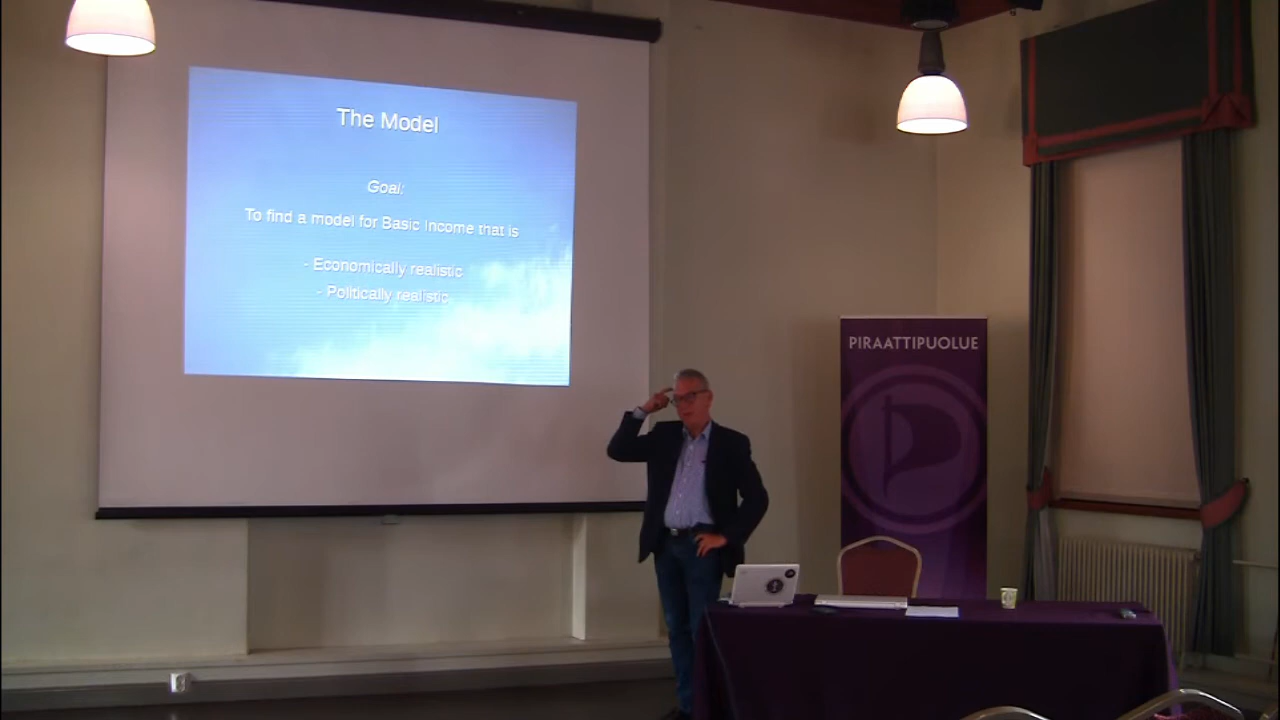 The Model
Goal:
To find a model for Basic Income that is
- Economically realistic
- Politically realistic
PIRAATTIPUOLUE